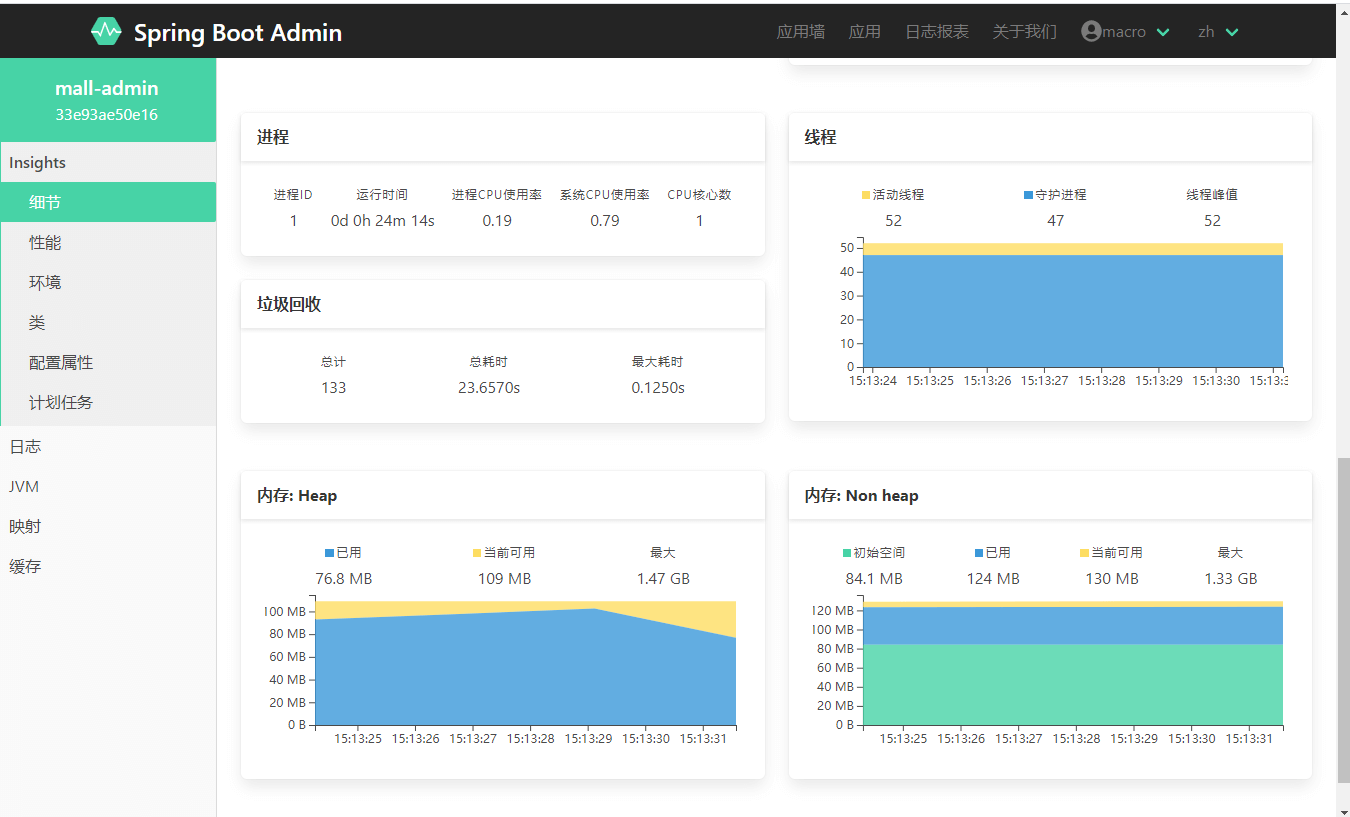 Spring Boot Admin
应用墙 应用 日志报表 关于我们 macro zh
mall-admin
33e93ae50e16
Insights
细节
性能
环境
类
配置属性
计划任务
日志
JVM
映射
缓存
进程
进程ID 运行时间 进程CPU使用率 系统CPU使用率 CPU核心数
1 0d 0h 24m 14s 0.19 0.79 1
垃圾回收
总计 总耗时 最大耗时
133 23.6570s 0.1250s
线程
活动线程 守护进程 线程峰值
52 47 52
50
40
30
20
10
0
15:13:24 15:13:25 15:13:26 15:13:27 15:13:28 15:13:29 15:13:30 15:13:3
内存: Heap
已用 当前可用 最大
76.8 MB 109 MB 1.47 GB
100 MB
80 MB
60 MB
40 MB
20 MB
0 B
15:13:25 15:13:26 15:13:27 15:13:28 15:13:29 15:13:30 15:13:31
内存: Non heap
初始空间 已用 当前可用 最大
84.1 MB 124 MB 130 MB 1.33 GB
120 MB
100 MB
80 MB
60 MB
40 MB
20 MB
0 B
15:13:25 15:13:26 15:13:27 15:13:28 15:13:29 15:13:30 15:13:31